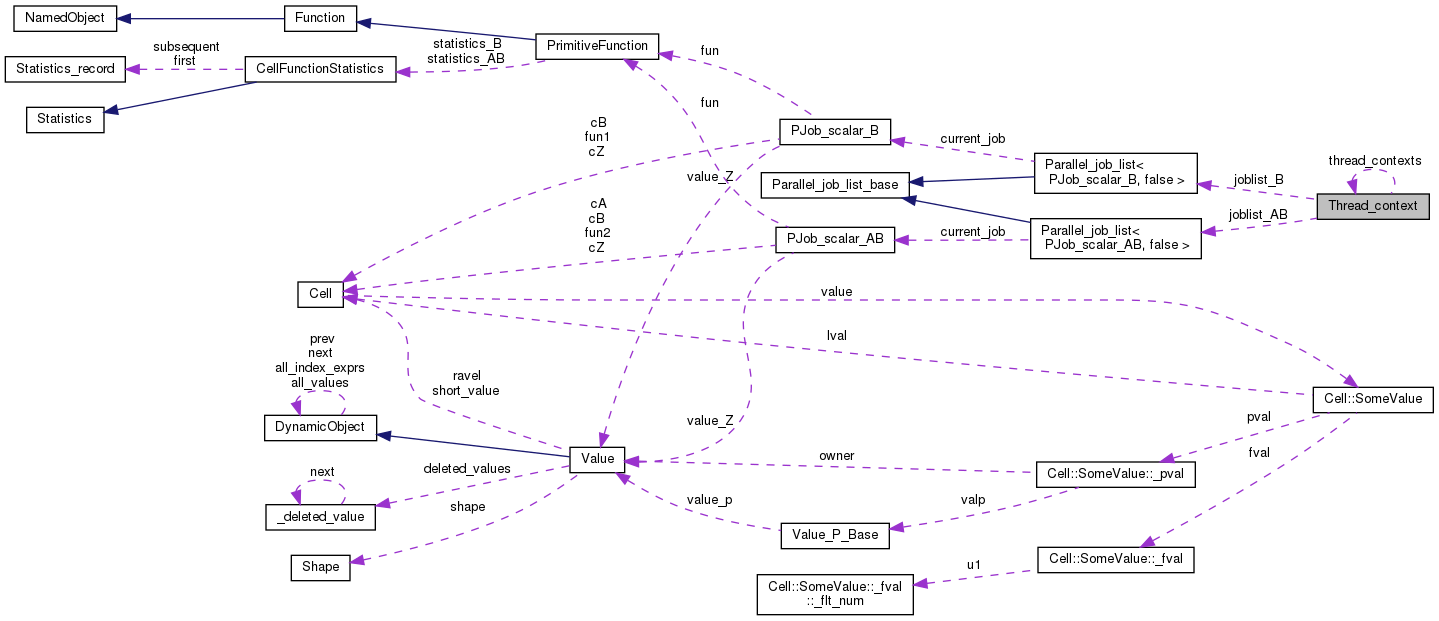 NamedObject
Function
statistics_B
statistics_AB
PrimitiveFunction
fun
subsequent
first
Statistics_record
CellFunctionStatistics
Statistics
fun
cB
fun1
cZ
PJob_scalar_B
current_job
Parallel_job_list<
PJob_scalar_B, false >
thread_contexts
joblist_B
Thread_context
value_Z
Parallel_job_list_base
joblist_AB
cA
cB
fun2
cZ
PJob_scalar_AB
current_job
Parallel_job_list<
PJob_scalar_AB, false >
Cell
value
lval
prev
next
all_index_exprs
all_values
ravel
short_value
Cell::SomeValue
DynamicObject
value_Z
pval
fval
Value
owner
deleted_values
next
Cell::SomeValue::_pval
_deleted_value
shape
value_p
valp
Value_P_Base
Shape
Cell::SomeValue::_fval
u1
Cell::SomeValue::_fval
::_flt_num